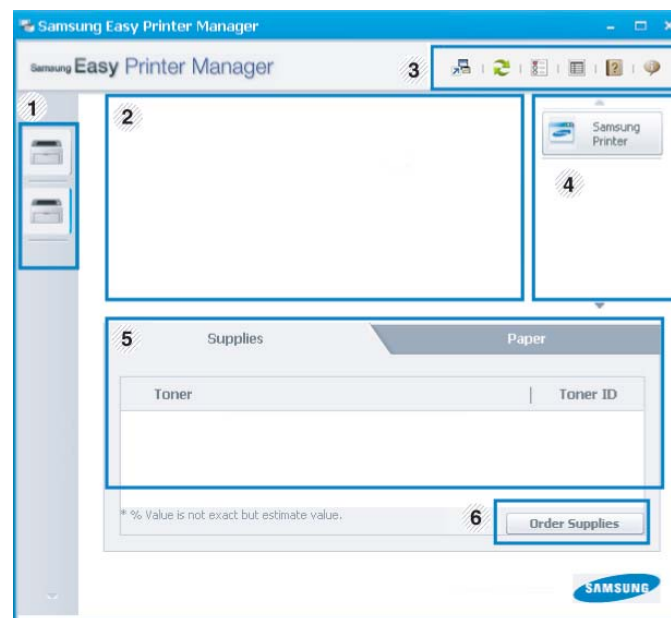 Samsung Easy Printer Manager
Samsung Easy Printer Manager
3
1
2
Samsung
Printer
4
5
Supplies
Paper
Toner
Toner ID
* % Value is not exact but estimate value.
6
Order Supplies
SAMSUNG